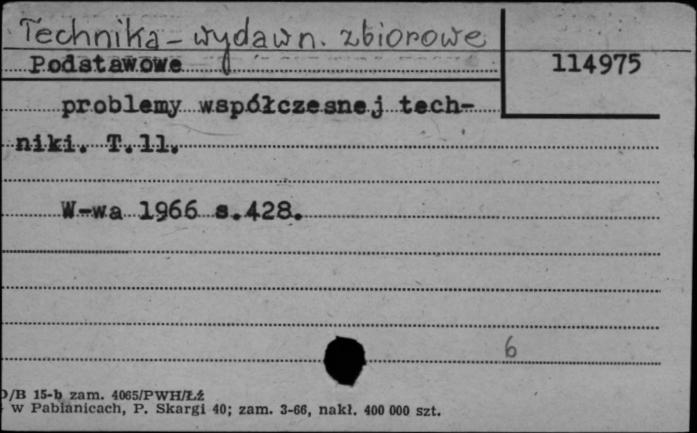 Technika - wydawn. zbiorowe
Podstawowe
114975
problemy współczesnej tech-
niki. T.11.
W-wa 1966 s.428.
6
D/B 15-b zam. 4065/PWH/Łź
w Pabianicach, P. Skargi 40; zam. 3-66, nakł. 400 000 szt.